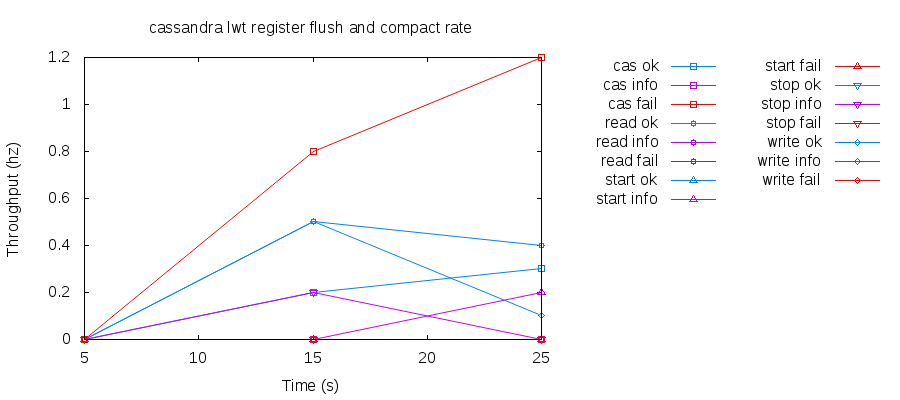 cassandra lwt register flush and compact rate
1.2
1
0.8
0.6
0.4
0.2
0
Throughput (hz)
5 10 15 20 25
Time (s)
cas ok
cas info
cas fail
read ok
read info
read fail
start ok
start info
start fail
stop ok
stop info
stop fail
write ok
write info
write fail